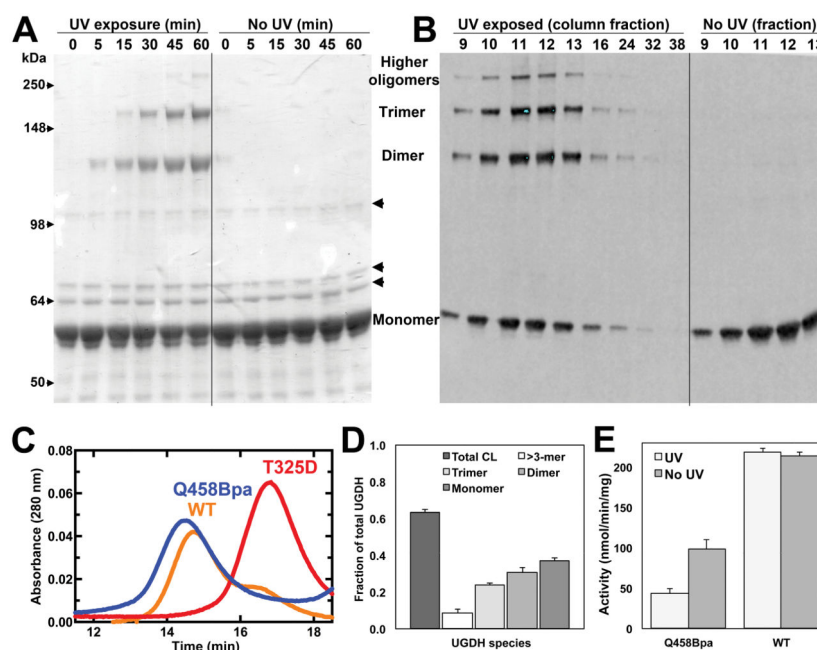 A
UV exposure (min) No UV (min)
0 5 15 30 45 60 0 5 15 30 45 60
kDa
250
148
98
64
50
Higher
oligomers
Trimer
Dimer
Monomer
B
UV exposed (column fraction) No UV (fraction)
9 10 11 12 13 16 24 32 38 9 10 11 12 13
C
Absorbance (280 nm)
0.08
0.06
0.04
0.02
0.00
T325D
Q458Bpa
WT
12 14 16 18
Time (min)
D
Fraction of total UGDH
1.0
0.8
0.6
0.4
0.2
0.0
Total CL >3-mer
Trimer Dimer
Monomer
UGDH species
E
Activity (nmol/min/mg)
200
150
100
50
0
UV
No UV
Q458Bpa WT